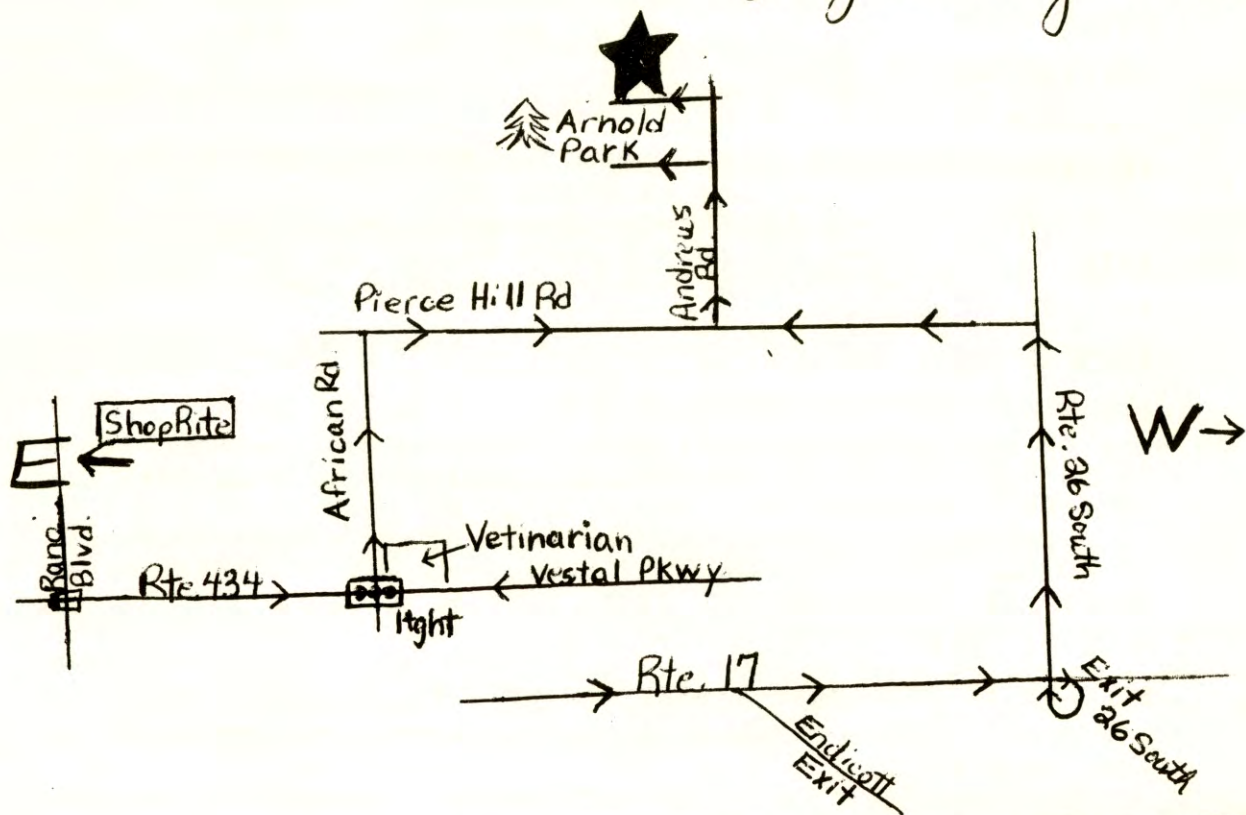 Arnold
Park
Andrews
Rd.
Pierce Hill Rd
African Rd.
ShopRite
W
Rte. 26 South
Blvd.
Rte. 434
Vetinarian
Vestal Pkwy
light
Rte. 17
Exit
26 South
Endicott
Exit